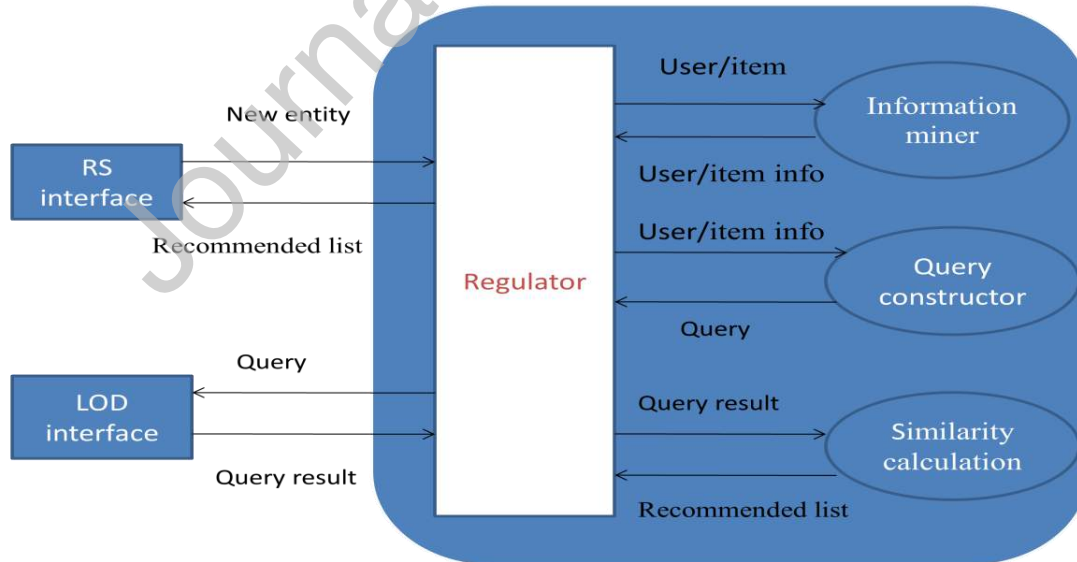 Journa
New entity
RS
interface
Recommended list
Query
LOD
interface
Query result
Regulator
User/item
Information
miner
User/item info
User/item info
Query
constructor
Query
Query result
Similarity
calculation
Recommended list